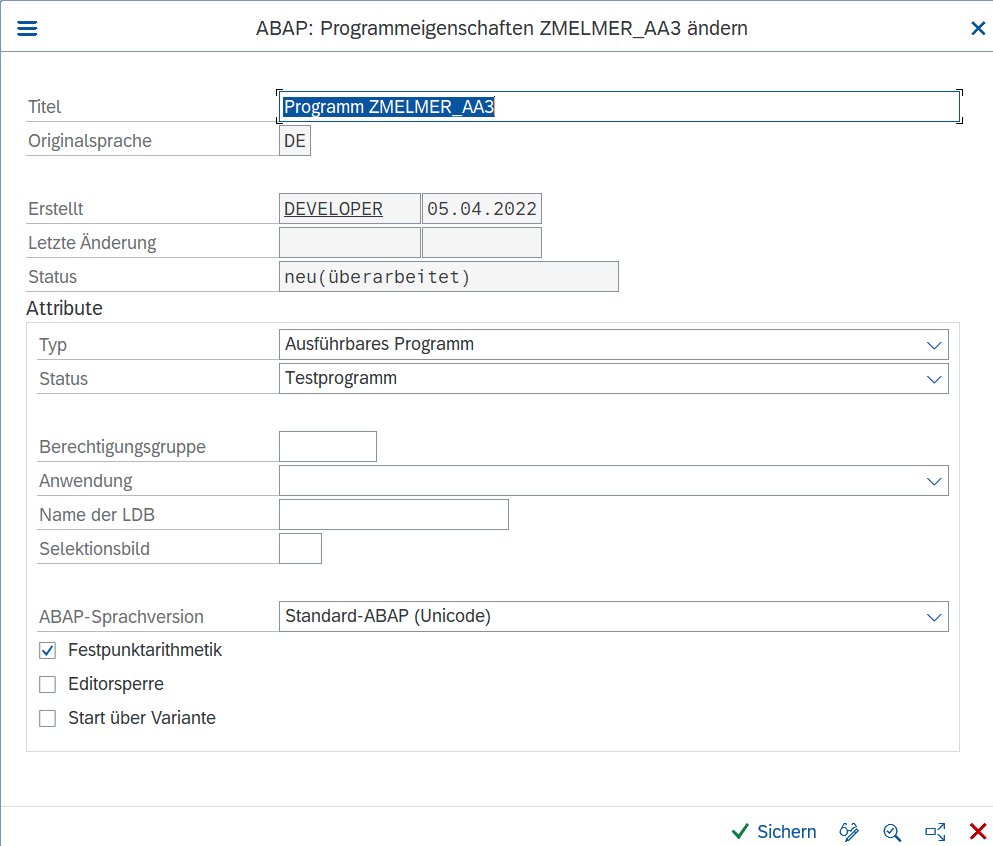 ABAP: Programmeigenschaften ZMELMER_AA3 ändern
Titel Programm ZMELMER_AA3
Originalsprache DE
Erstellt DEVELOPER 05.04.2022
Letzte Änderung
Status neu(überarbeitet)
Attribute
Typ Ausführbares Programm
Status Testprogramm
Berechtigungsgruppe
Anwendung
Name der LDB
Selektionsbild
ABAP-Sprachversion Standard-ABAP (Unicode)
Festpunktarithmetik
Editorsperre
Start über Variante
Sichern